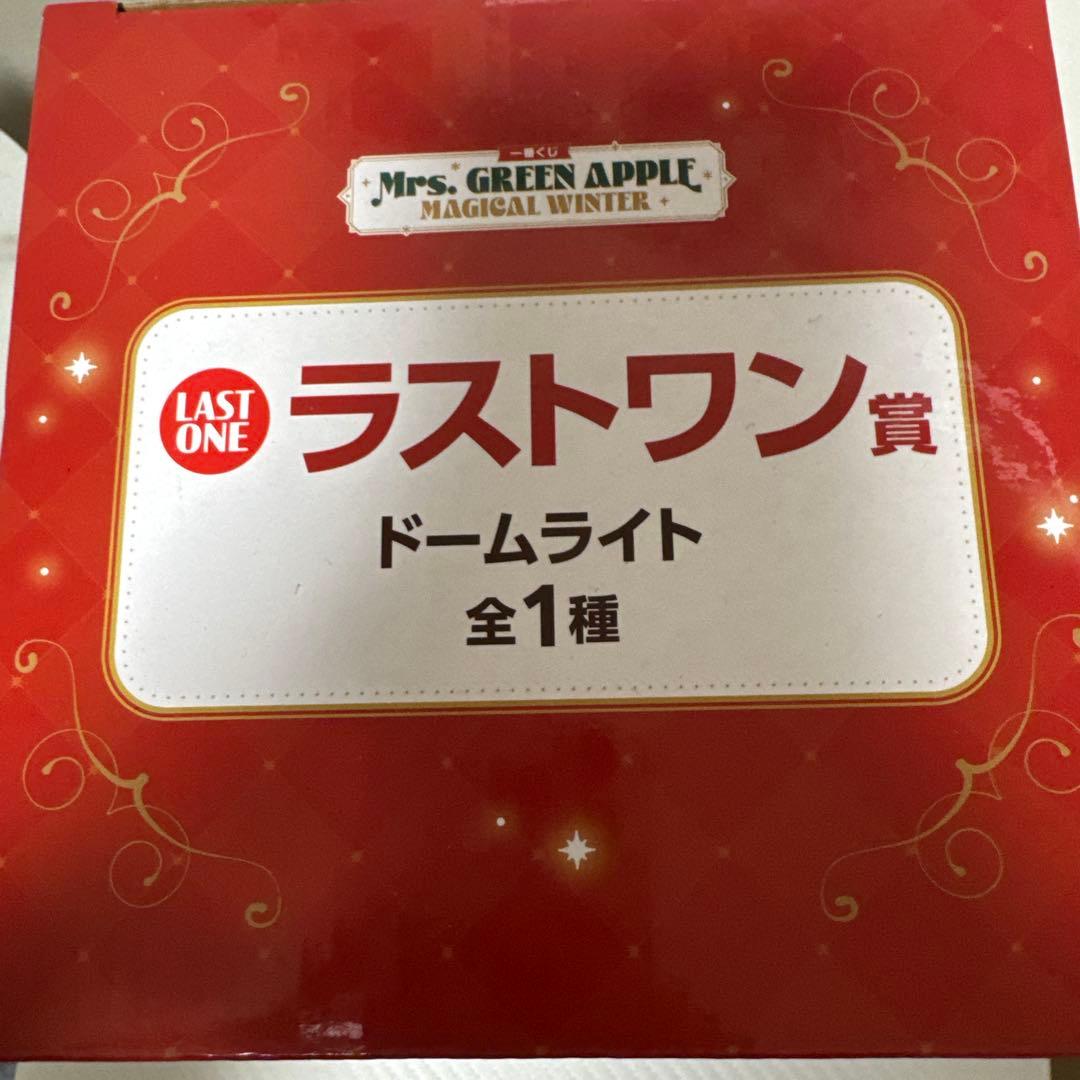 一番くじ
Mrs. GREEN APPLE
MAGICAL WINTER
LAST ONE
ラストワン賞
ドームライト
全1種